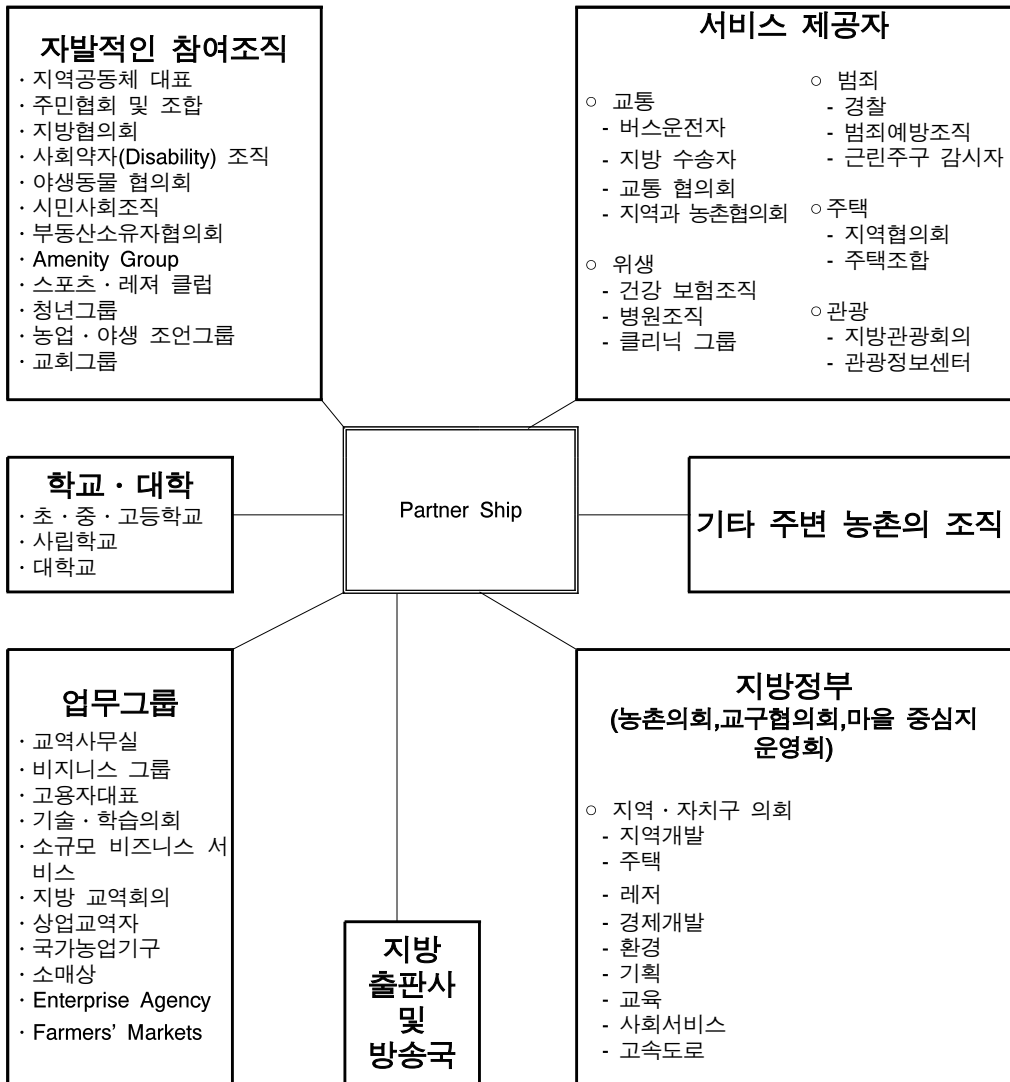 자발적인 참여조직
· 지역공동체 대표
· 주민협회 및 조합
· 지방협의회
· 사회약자(Disability) 조직
· 야생동물 협의회
· 시민사회조직
· 부동산소유자협의회
· Amenity Group
· 스포츠 · 레져 클럽
· 청년그룹
· 농업 · 야생 조언그룹
· 교회그룹
서비스 제공자
○ 교통
- 버스운전자
- 지방 수송자
- 교통 협의회
- 지역과 농촌협의회
○ 위생
- 건강 보험조직
- 병원조직
- 클리닉 그룹
○ 범죄
- 경찰
- 범죄예방조직
- 근린주구 감시자
○ 주택
- 지역협의회
- 주택조합
○ 관광
- 지방관광회의
- 관광정보센터
학교 · 대학
· 초 · 중 · 고등학교
· 사립학교
· 대학교
Partner Ship
기타 주변 농촌의 조직
업무그룹
· 교역사무실
· 비지니스 그룹
· 고용자대표
· 기술 · 학습의회
· 소규모 비즈니스 서
비스
· 지방 교역회의
· 상업교역자
· 국가농업기구
· 소매상
· Enterprise Agency
· Farmers' Markets
지방
출판사
및
방송국
지방정부
(농촌의회,교구협의회,마을 중심지
운영회)
○ 지역 · 자치구 의회
- 지역개발
- 주택
- 레저
- 경제개발
- 환경
- 기획
- 교육
- 사회서비스
- 고속도로